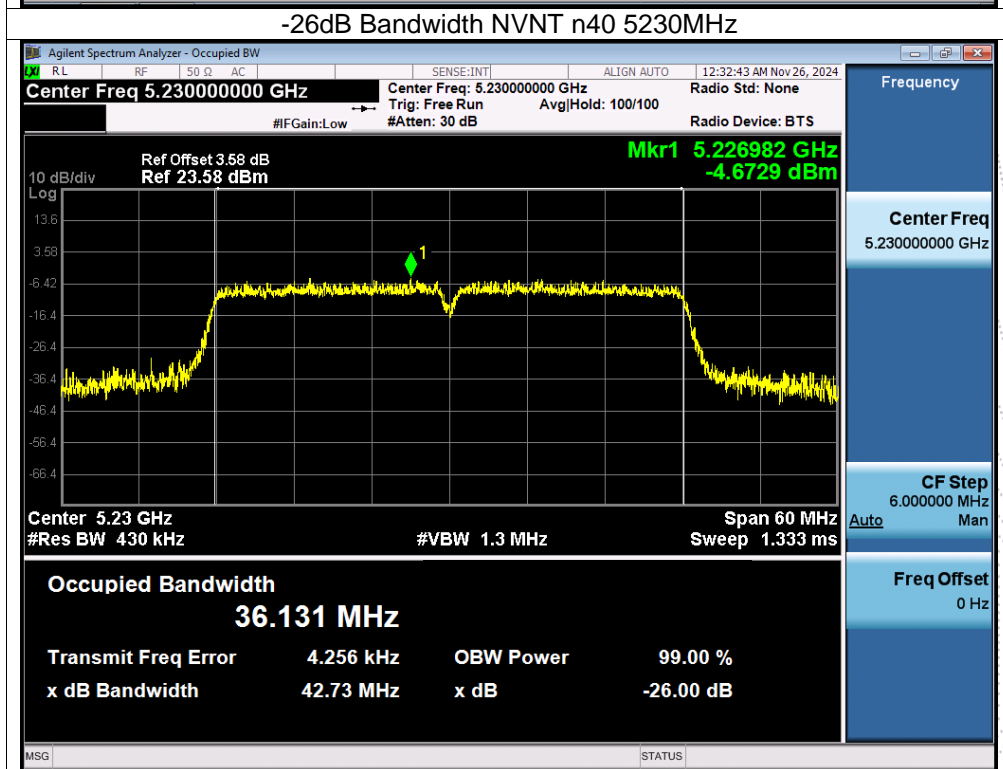 -26dB Bandwidth NVNT n40 5230MHz
Agilent Spectrum Analyzer - Occupied BW
LXI RL RF 50 Ω AC SENSE:INT ALIGN AUTO 12:32:43 AM Nov 26, 2024
Center Freq 5.230000000 GHz
Center Freq: 5.230000000 GHz Radio Std: None
Trig: Free Run Avg|Hold: 100/100
#IFGain:Low #Atten: 30 dB Radio Device: BTS
Mkr1 5.226982 GHz
-4.6729 dBm
Ref Offset 3.58 dB
10 dB/div Ref 23.58 dBm
Log
13.6
3.58
-6.42
-16.4
-26.4
-36.4
-46.4
-56.4
-66.4
1
Center 5.23 GHz Span 60 MHz
#Res BW 430 kHz #VBW 1.3 MHz Sweep 1.333 ms
Occupied Bandwidth
36.131 MHz
Transmit Freq Error 4.256 kHz OBW Power 99.00 %
x dB Bandwidth 42.73 MHz x dB -26.00 dB
Frequency
Center Freq
5.230000000 GHz
CF Step
6.000000 MHz
Auto Man
Freq Offset
0 Hz
MSG STATUS